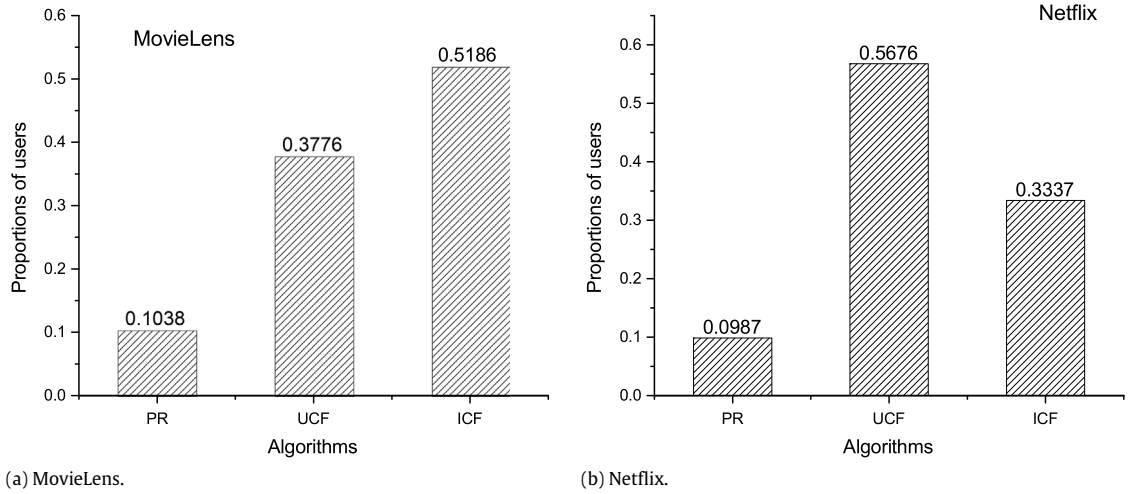 MovieLens
0.6
0.5
0.4
0.3
0.2
0.1
0.0
Proportions of users
0.1038
0.3776
0.5186
PR
UCF
ICF
Algorithms
(a) MovieLens.
Netflix
0.6
0.5
0.4
0.3
0.2
0.1
0.0
Proportions of users
0.0987
0.5676
0.3337
PR
UCF
ICF
Algorithms
(b) Netflix.